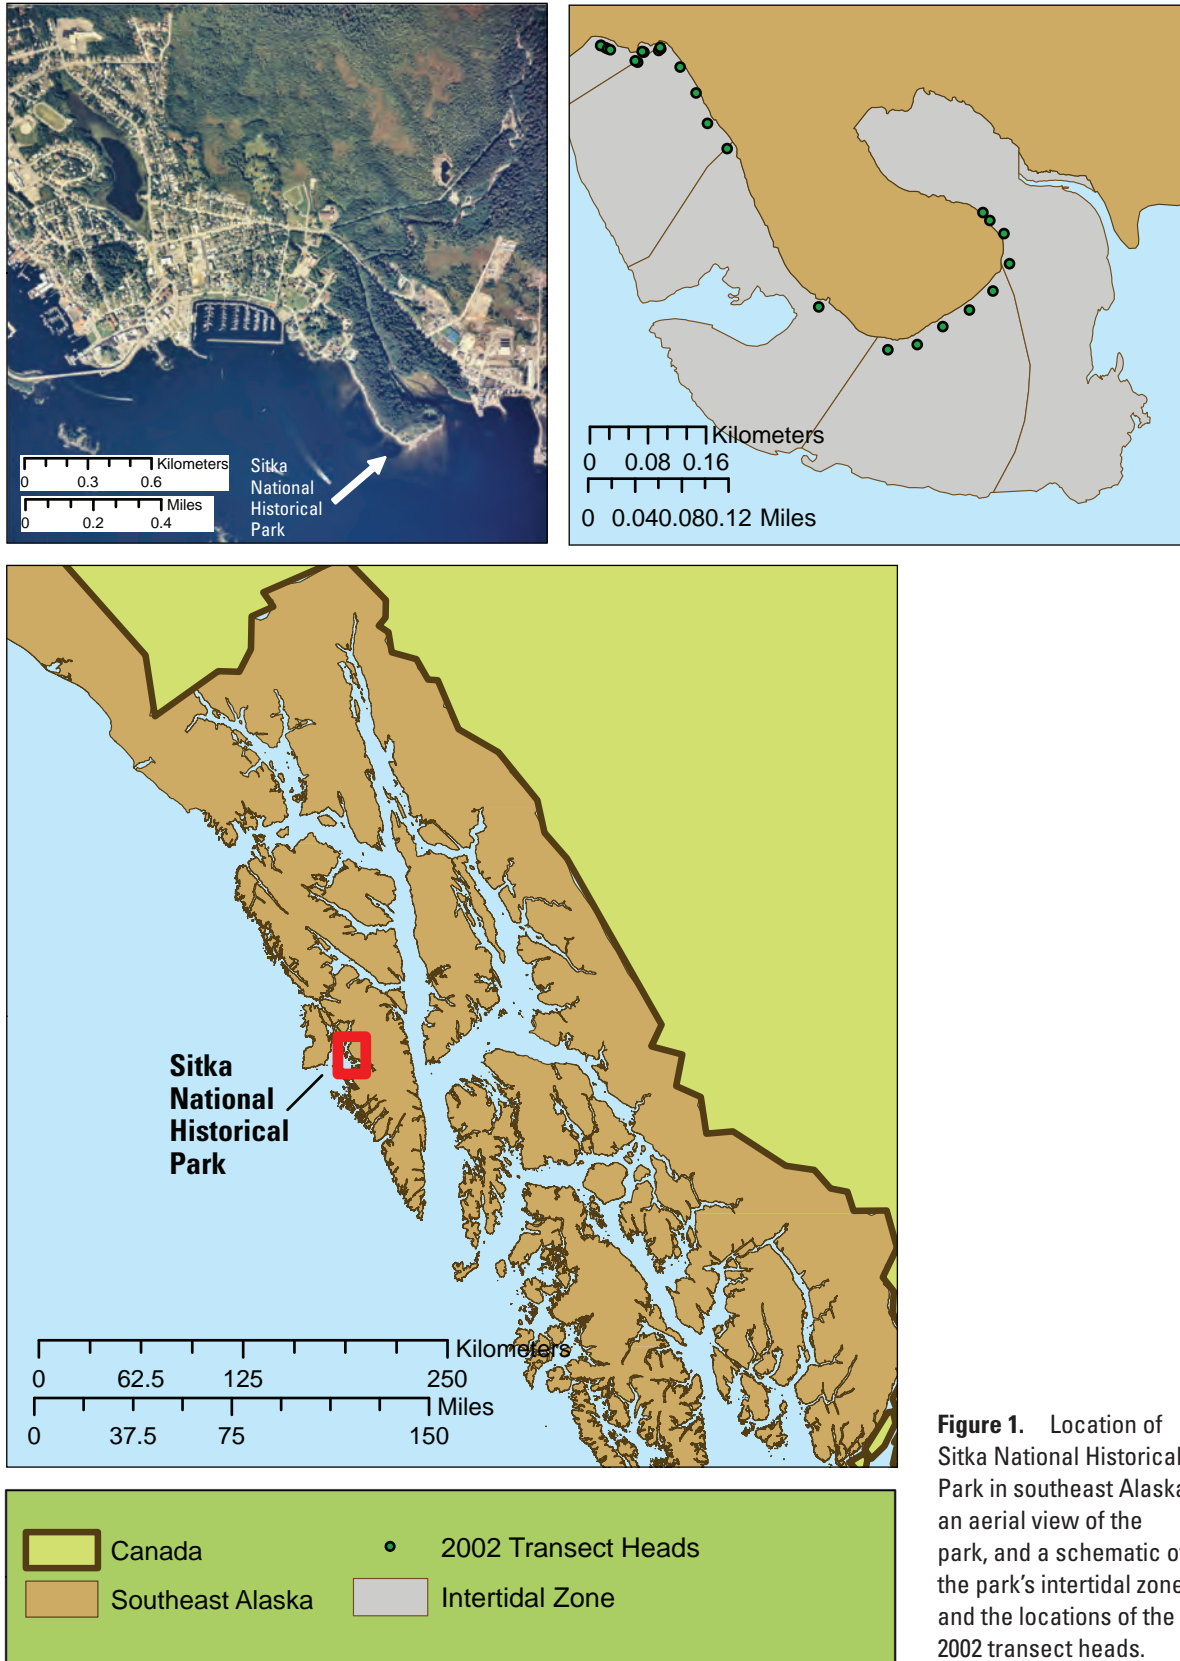 Kilometers
0 0.3 0.6
Miles
0 0.2 0.4
Sitka
National
Historical
Park
Kilometers
0 0.08 0.16
0 0.040.080.12 Miles
Sitka
National
Historical
Park
Kilometers
0 62.5 125 250
Miles
0 37.5 75 150
Canada
2002 Transect Heads
Southeast Alaska
Intertidal Zone
Figure 1. Location of
Sitka National Historical
Park in southeast Alaska
an aerial view of the
park, and a schematic of
the park's intertidal zone
and the locations of the
2002 transect heads.